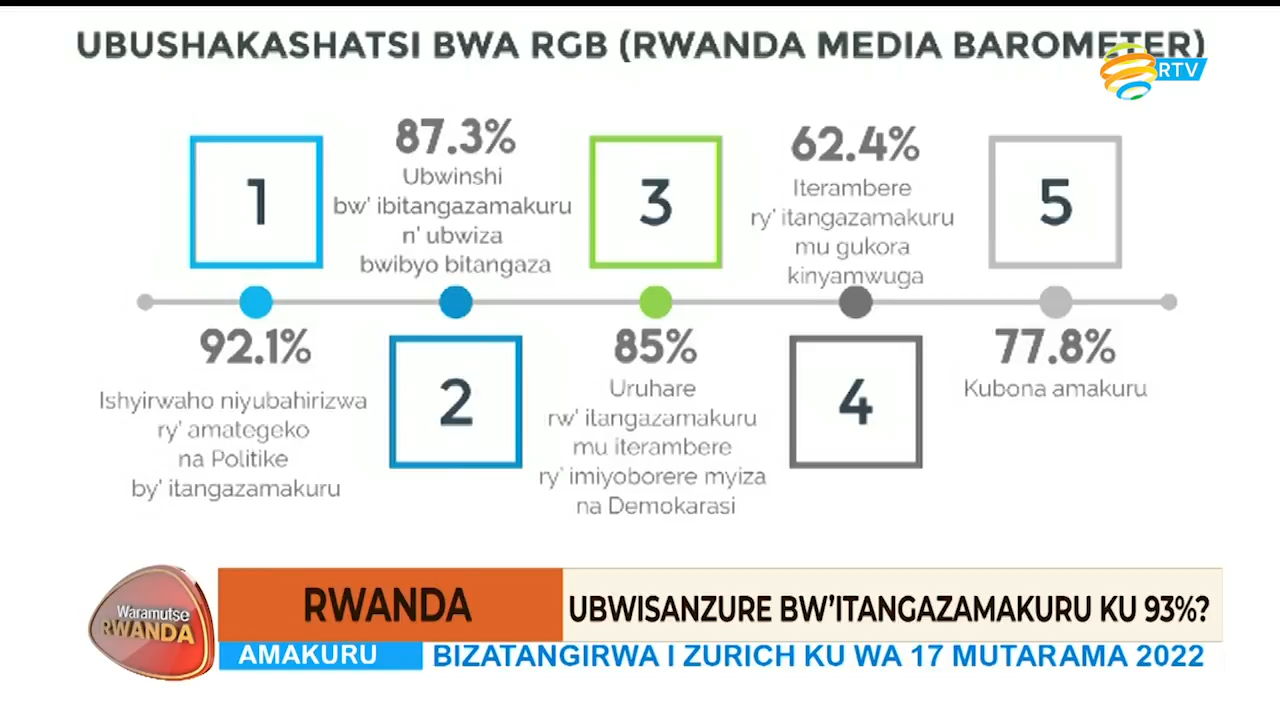 UBUSHAKASHATSI BWA RGB (RWANDA MEDIA BAROMETER)
RTV
1
92.1%
Ishyirwaho niyubahirizwa
ry' amategeko
na Politike
by' itangazamakuru
87.3%
Ubwinshi
bw' ibitangazamakuru
n' ubwiza
bwibyo bitangaza
2
3
85%
Uruhare
rw' itangazamakuru
mu iterambere
ry' imiyoborere myiza
na Demokarasi
62.4%
Iterambere
ry' itangazamakuru
mu gukora
kinyamwuga
4
5
77.8%
Kubona amakuru
Waramutse
RWANDA
RWANDA
UBWISANZURE BW'ITANGAZAMAKURU KU 93%?
AMAKURU
BIZATANGIRWA I ZURICH KU WA 17 MUTARAMA 2022